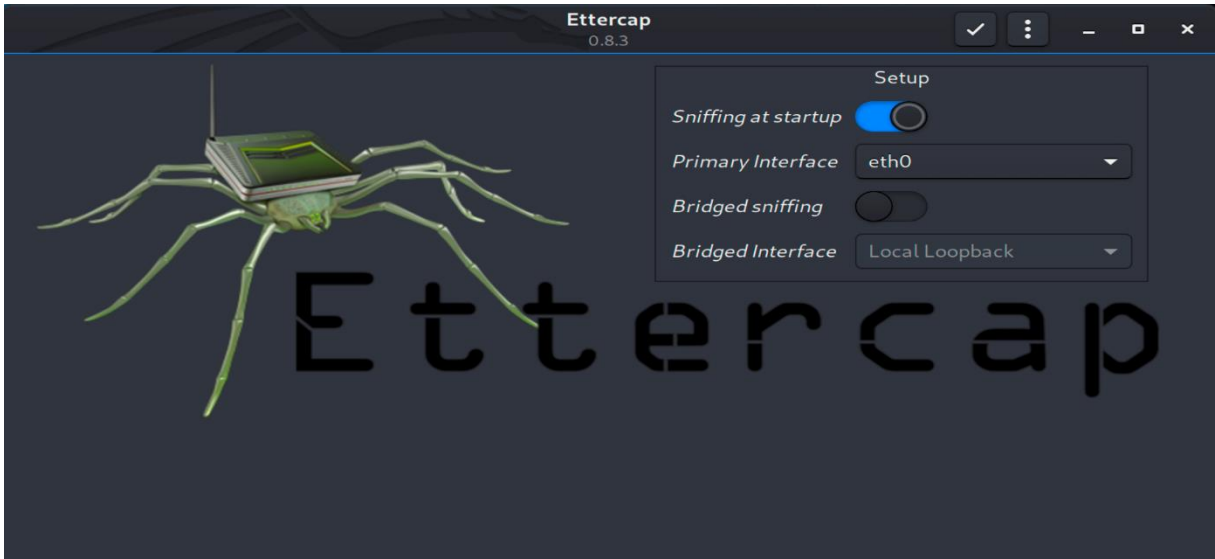 Ettercap
0.8.3
Setup
Sniffing at startup
Primary Interface eth0
Bridged sniffing
Bridged Interface Local Loopback
Ettercap